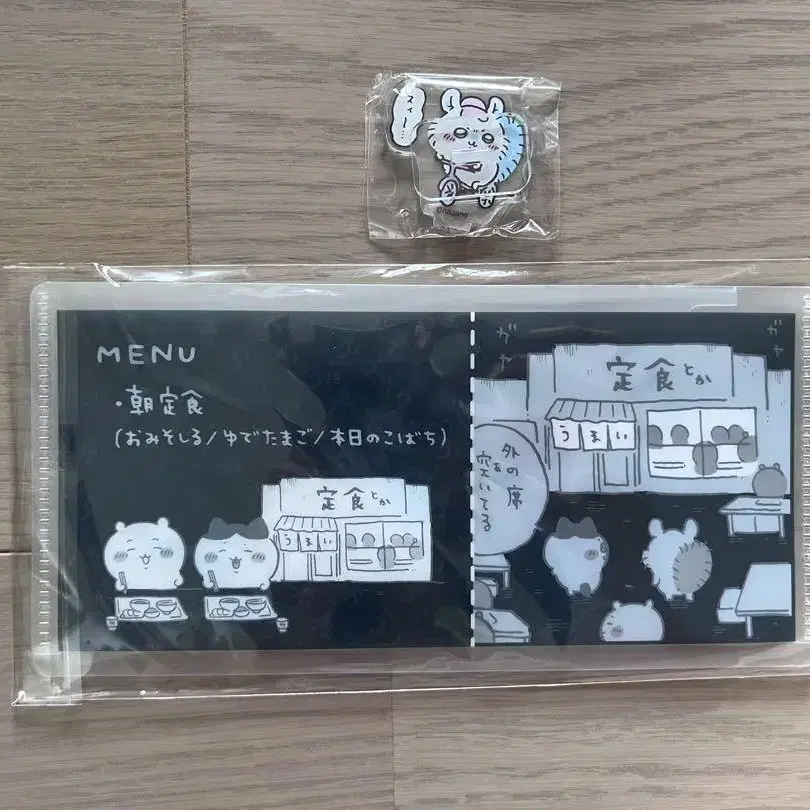 スィ〜…
©nagano
MENU
・朝定食
(おみそしる/ゆでたまご/本日のこばち)
定食とか
うまい
ガヤ
ガヤ
定食とか
うまい
外の席
空いてる